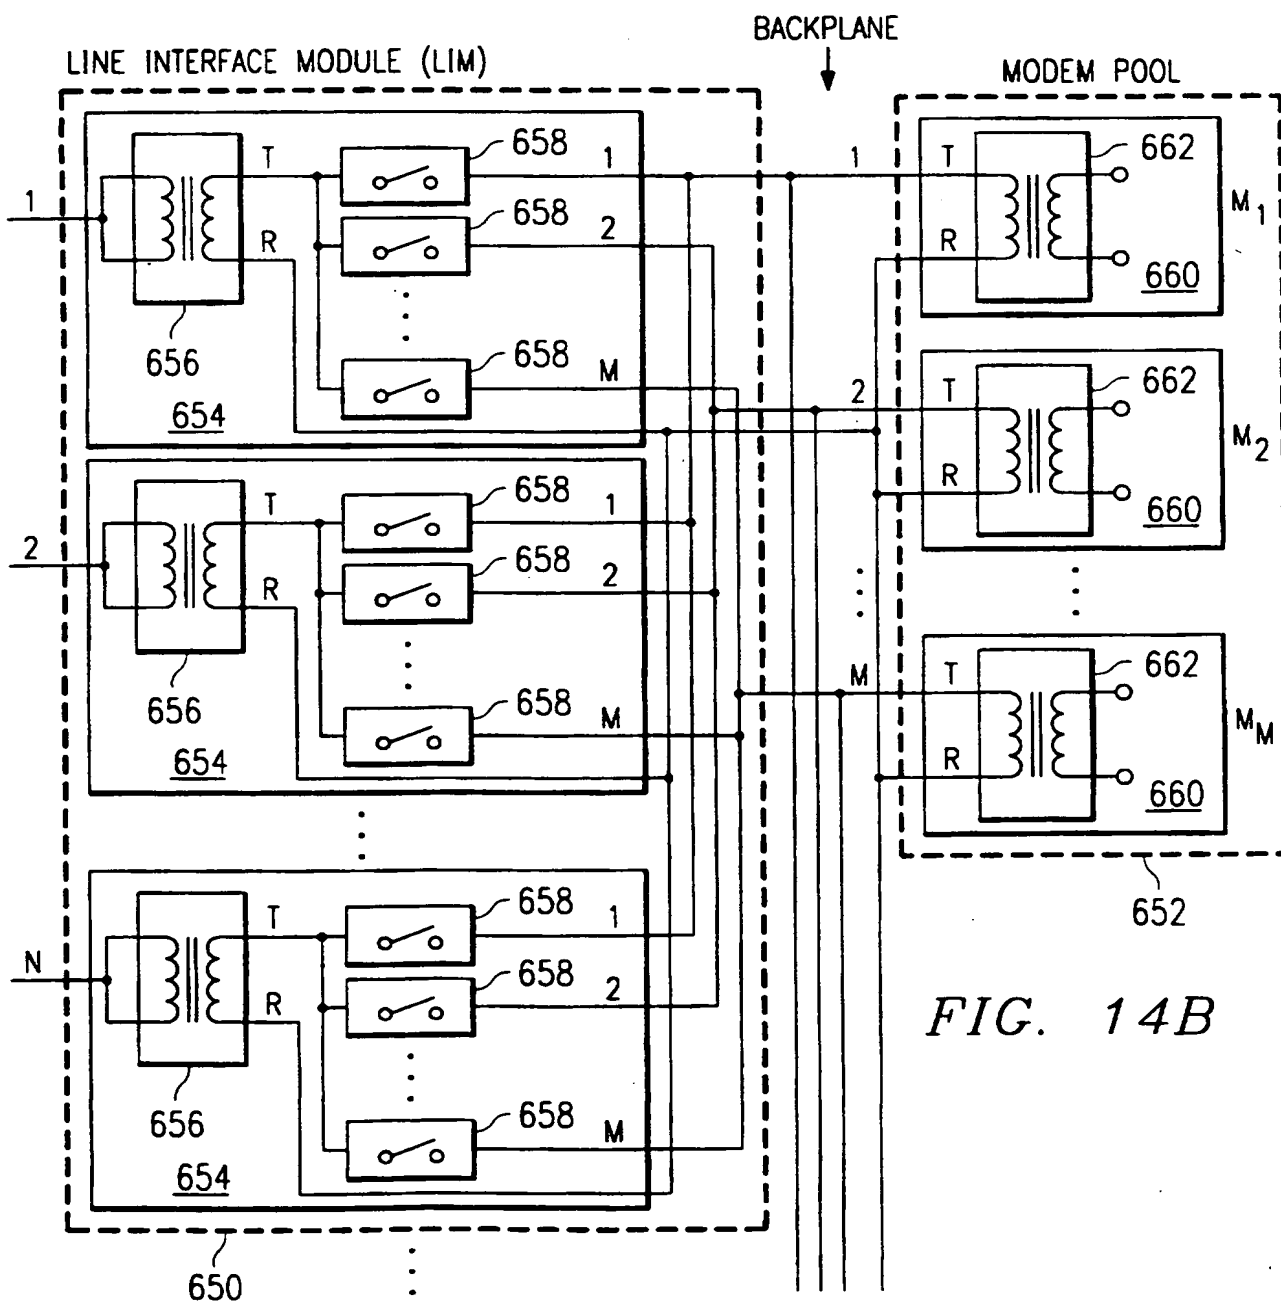 BACKPLANE
LINE INTERFACE MODULE (LIM)
MODEM POOL
658
T
1
1
T
662
1
658
2
M1
R
R
660
656
658
M
662
654
2
T
658
M2
T
1
R
2
658
660
2
R
656
658
M
662
M
T
654
MM
R
660
658
T
1
652
N
658
2
R
FIG. 14B
656
658
M
654
650